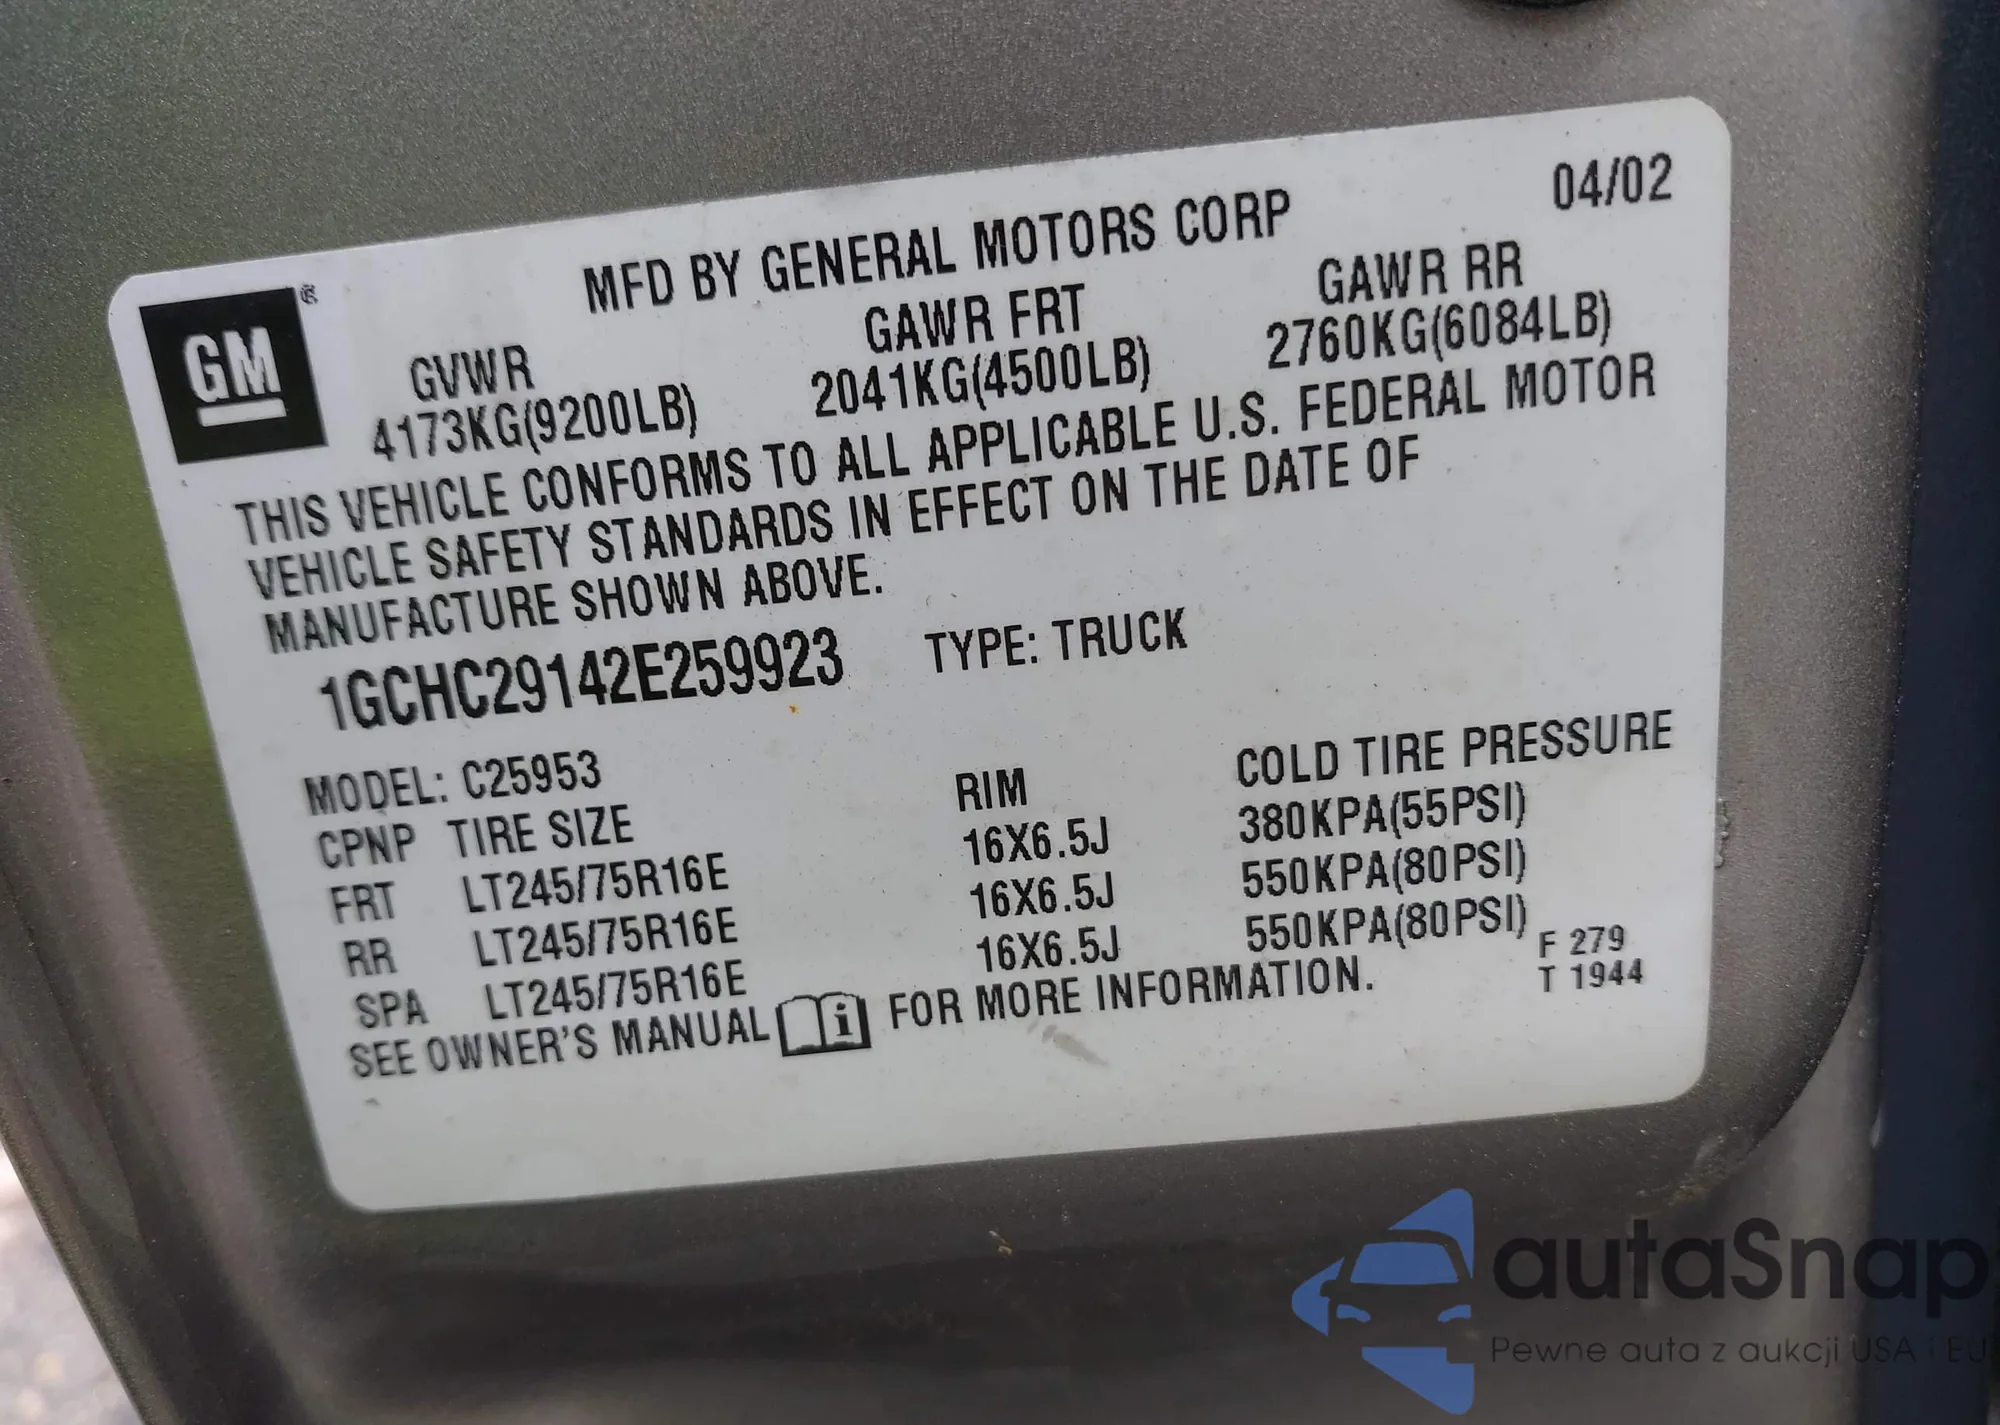 04/02
MFD BY GENERAL MOTORS CORP
GM
GVWR GAWR FRT GAWR RR
4173KG(9200LB) 2041KG(4500LB) 2760KG(6084LB)
THIS VEHICLE CONFORMS TO ALL APPLICABLE U.S. FEDERAL MOTOR
VEHICLE SAFETY STANDARDS IN EFFECT ON THE DATE OF
MANUFACTURE SHOWN ABOVE.
1GCHC29142E259923 TYPE: TRUCK
MODEL: C25953
CPNP TIRE SIZE RIM COLD TIRE PRESSURE
FRT LT245/75R16E 16X6.5J 380KPA(55PSI)
RR LT245/75R16E 16X6.5J 550KPA(80PSI)
SPA LT245/75R16E 16X6.5J 550KPA(80PSI)
SEE OWNER'S MANUAL i FOR MORE INFORMATION.
F 279
T 1944
autaSnap
Pewne auta z aukcji USA i EU